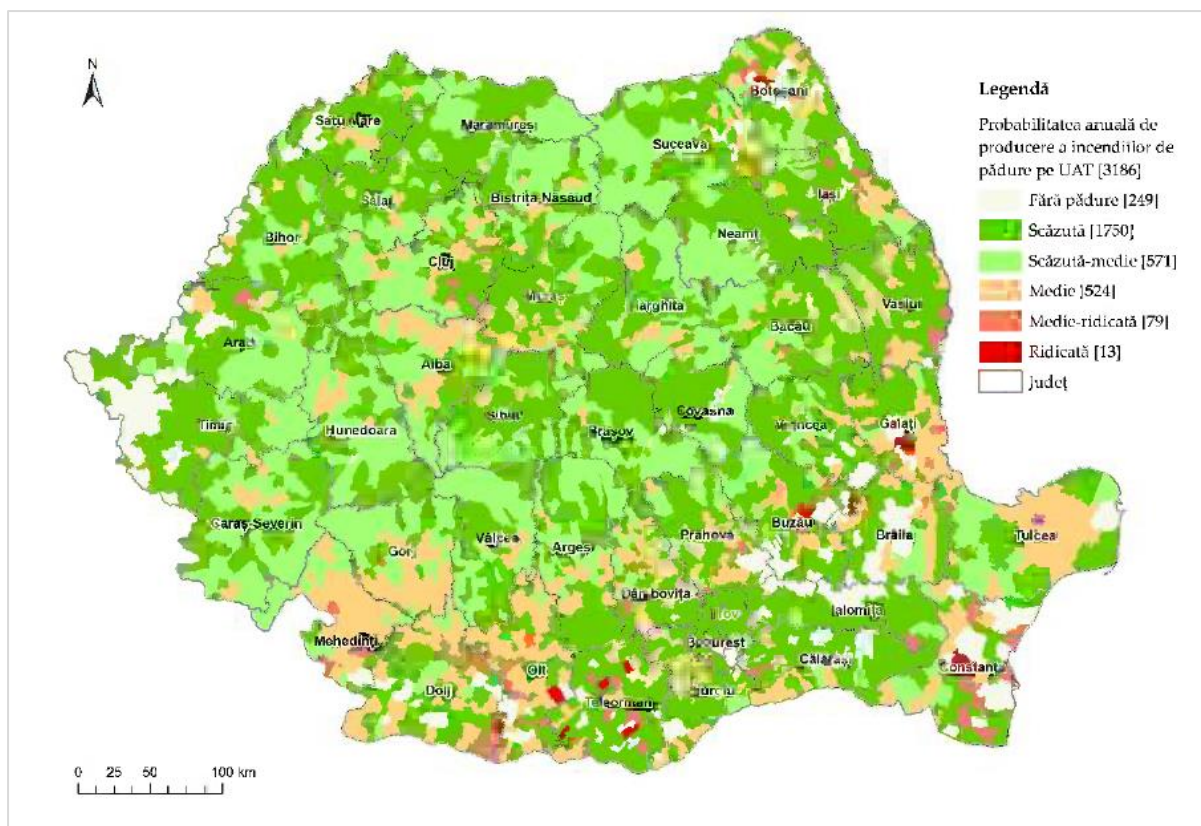 N
Legendă
Probabilitatea anuală de
producere a incendiilor de
pădure pe UAT [3186]
Fără pădure [249]
Scăzută [1750]
Scăzută-medie [571]
Medie [524]
Medie-ridicată [79]
Ridicată [13]
Județ
Botoșani
Satu Mare
Maramureș
Suceava
Iași
Sălaj
Bistrița Năsăud
Bihor
Neamț
Cluj
Mureș
Harghita
Vaslui
Bacău
Arad
Alba
Sibiu
Covasna
Timiș
Hunedoara
Brașov
Vrancea
Galați
Caraș-Severin
Gorj
Vâlcea
Argeș
Prahova
Buzău
Brăila
Tulcea
Dâmbovița
Ilfov
Ialomița
Mehedinți
București
Călărași
Constanța
Olt
Dolj
Teleorman
Giurgiu
0 25 50 100 km